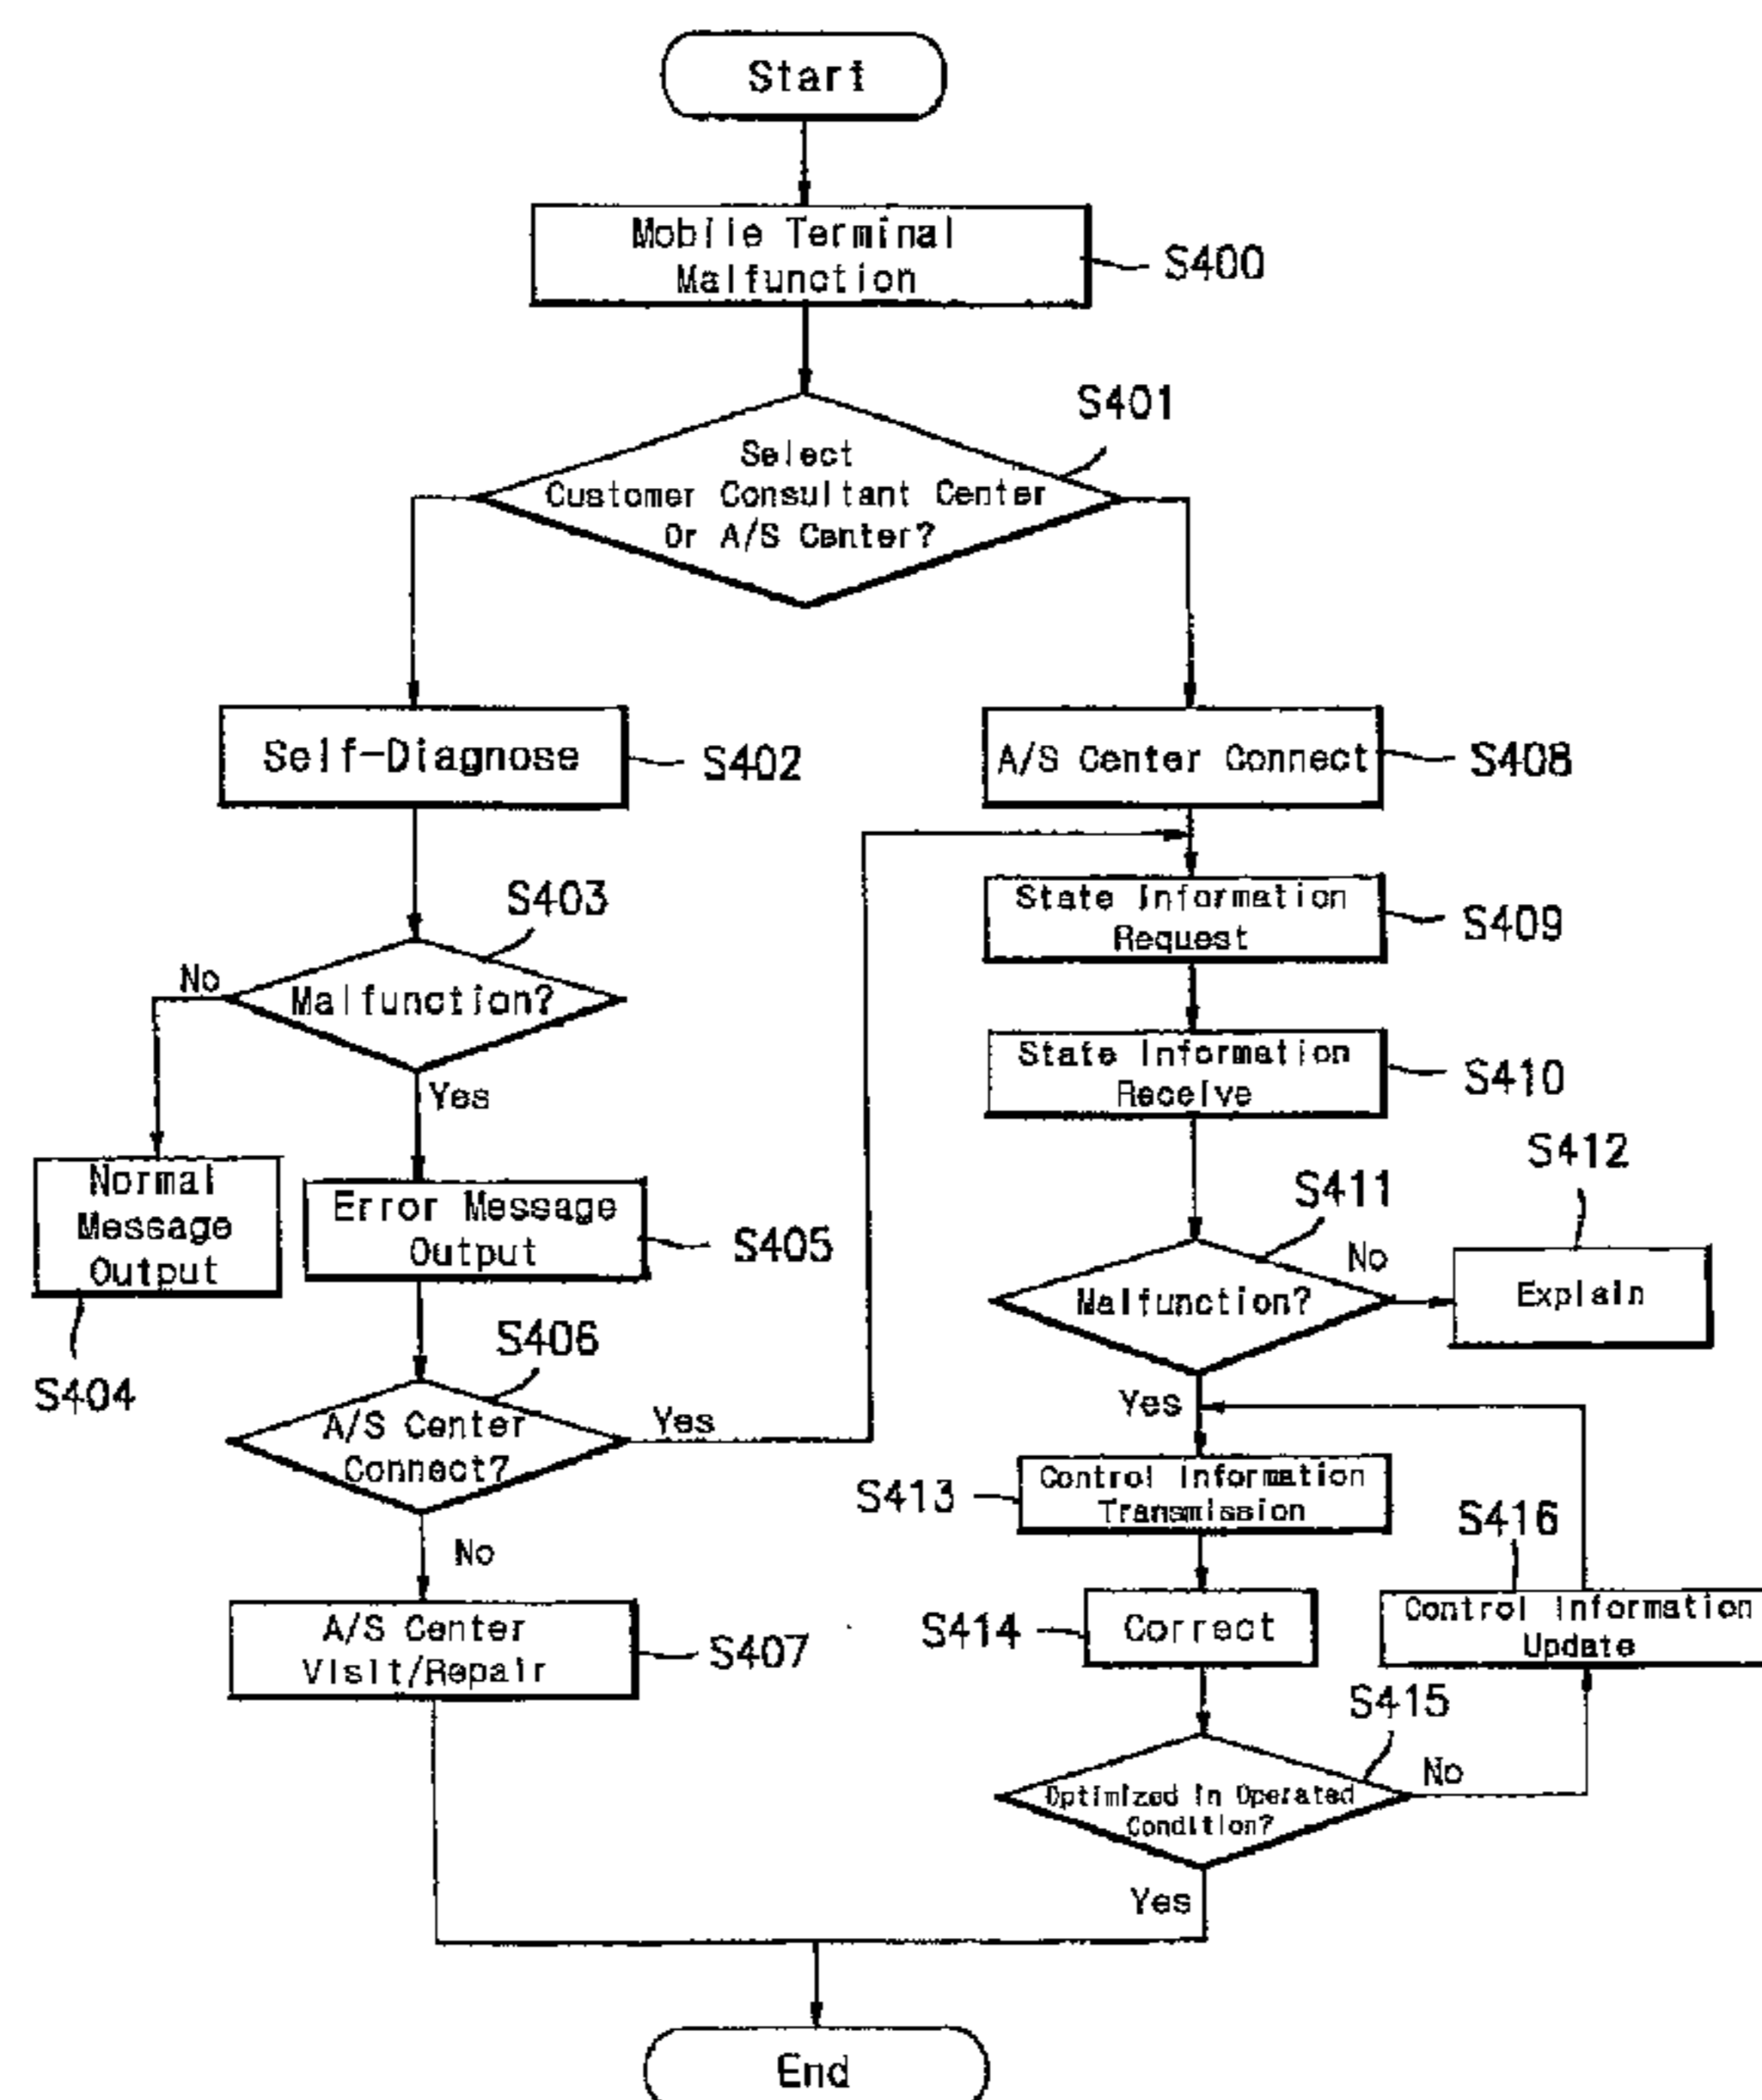 Start
Mobile Terminal
Malfunction
S400
S401
Select
Customer Consultant Center
Or A/S Center?
Self-Diagnose
S402
A/S Center Connect
S408
S403
No
Malfunction?
Yes
State Information
Request
S409
State Information
Receive
S410
Normal
Message
Output
S404
Error Message
Output
S405
S406
A/S Center
Connect?
Yes
No
A/S Center
Visit/Repair
S407
S411
Malfunction?
No
S412
Explain
Yes
S413
Control Information
Transmission
S414
Correct
S416
Control Information
Update
S415
Optimized in Operated
Condition?
No
Yes
End